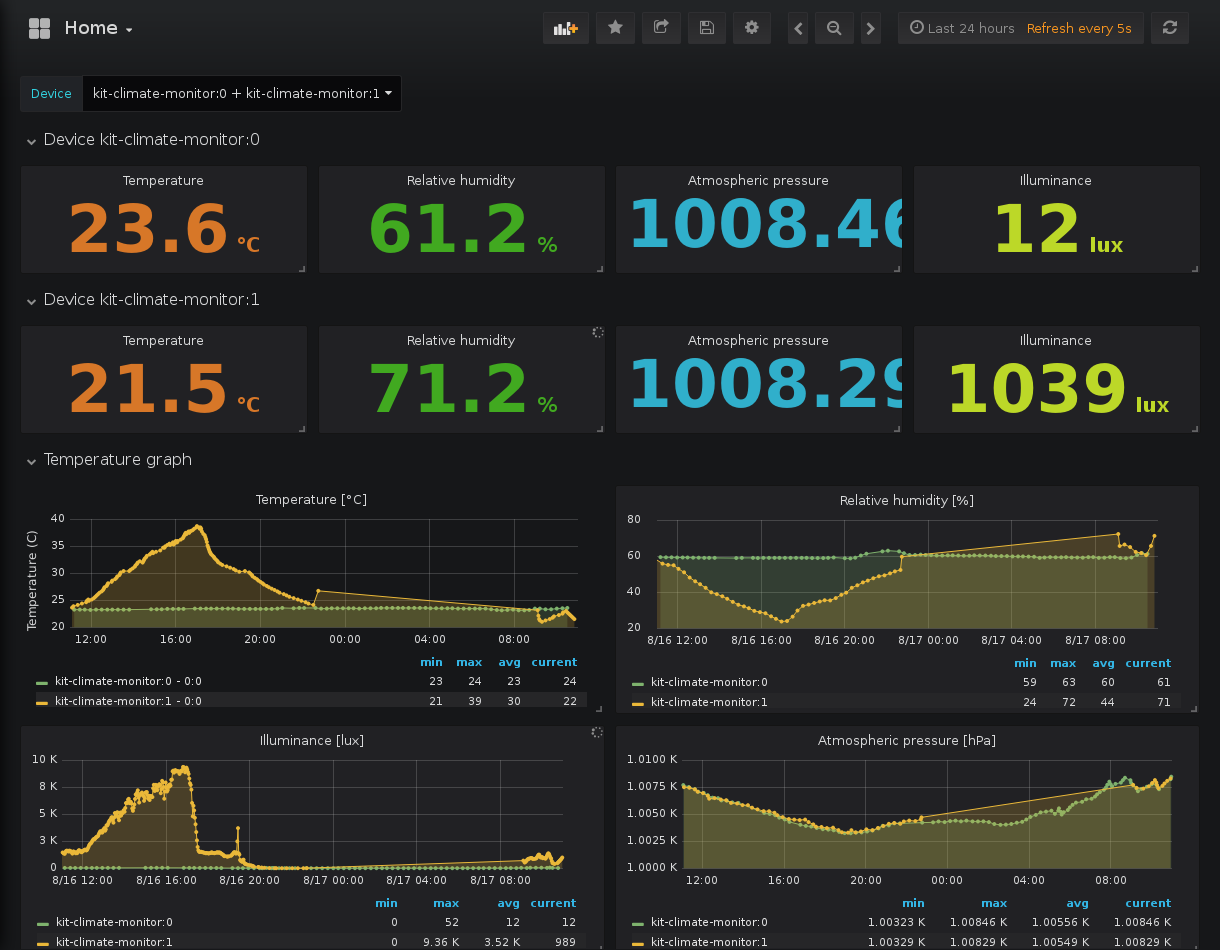 Home
Last 24 hours Refresh every 5s
Device kit-climate-monitor:0 + kit-climate-monitor:1
Device kit-climate-monitor:0
Temperature Relative humidity Atmospheric pressure Illuminance
23.6 °C 61.2 % 1008.46 12 lux
Device kit-climate-monitor:1
Temperature Relative humidity Atmospheric pressure Illuminance
21.5 °C 71.2 % 1008.29 1039 lux
Temperature graph
Temperature [°C]
Temperature (C)
40
35
30
25
20
12:00 16:00 20:00 00:00 04:00 08:00
min max avg current
kit-climate-monitor:0 - 0:0 23 24 23 24
kit-climate-monitor:1 - 0:0 21 39 30 22
Relative humidity [%]
80
60
40
20
8/16 12:00 8/16 16:00 8/16 20:00 8/17 00:00 8/17 04:00 8/17 08:00
min max avg current
kit-climate-monitor:0 59 63 60 61
kit-climate-monitor:1 24 72 44 71
Illuminance [lux]
10 K
8 K
5 K
3 K
0
8/16 12:00 8/16 16:00 8/16 20:00 8/17 00:00 8/17 04:00 8/17 08:00
min max avg current
kit-climate-monitor:0 0 52 12 12
kit-climate-monitor:1 0 9.36 K 3.52 K 989
Atmospheric pressure [hPa]
1.0100 K
1.0075 K
1.0050 K
1.0025 K
1.0000 K
12:00 16:00 20:00 00:00 04:00 08:00
min max avg current
kit-climate-monitor:0 1.00323 K 1.00846 K 1.00556 K 1.00846 K
kit-climate-monitor:1 1.00329 K 1.00829 K 1.00549 K 1.00829 K